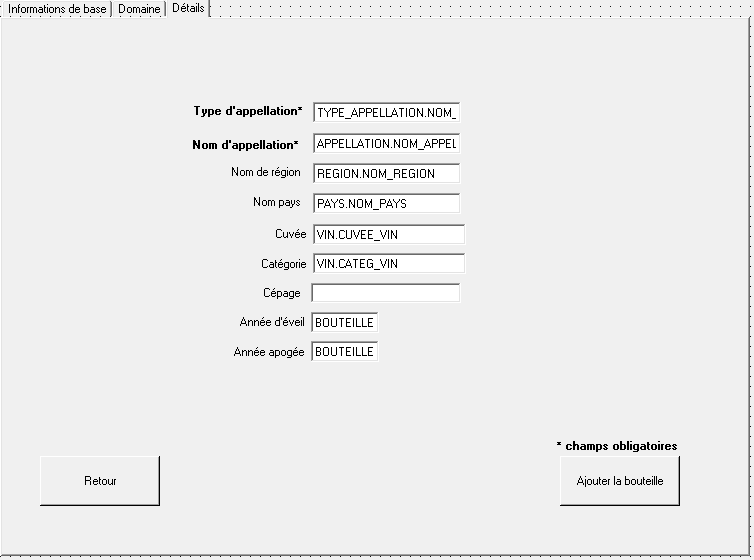 Informations de base Domaine Détails
Type d'appellation* TYPE_APPELLATION.NOM_
Nom d'appellation* APPELLATION.NOM_APPEL
Nom de région REGION.NOM_REGION
Nom pays PAYS.NOM_PAYS
Cuvée VIN.CUVEE_VIN
Catégorie VIN.CATEG_VIN
Cépage
Année d'éveil BOUTEILLE
Année apogée BOUTEILLE
* champs obligatoires
Retour Ajouter la bouteille